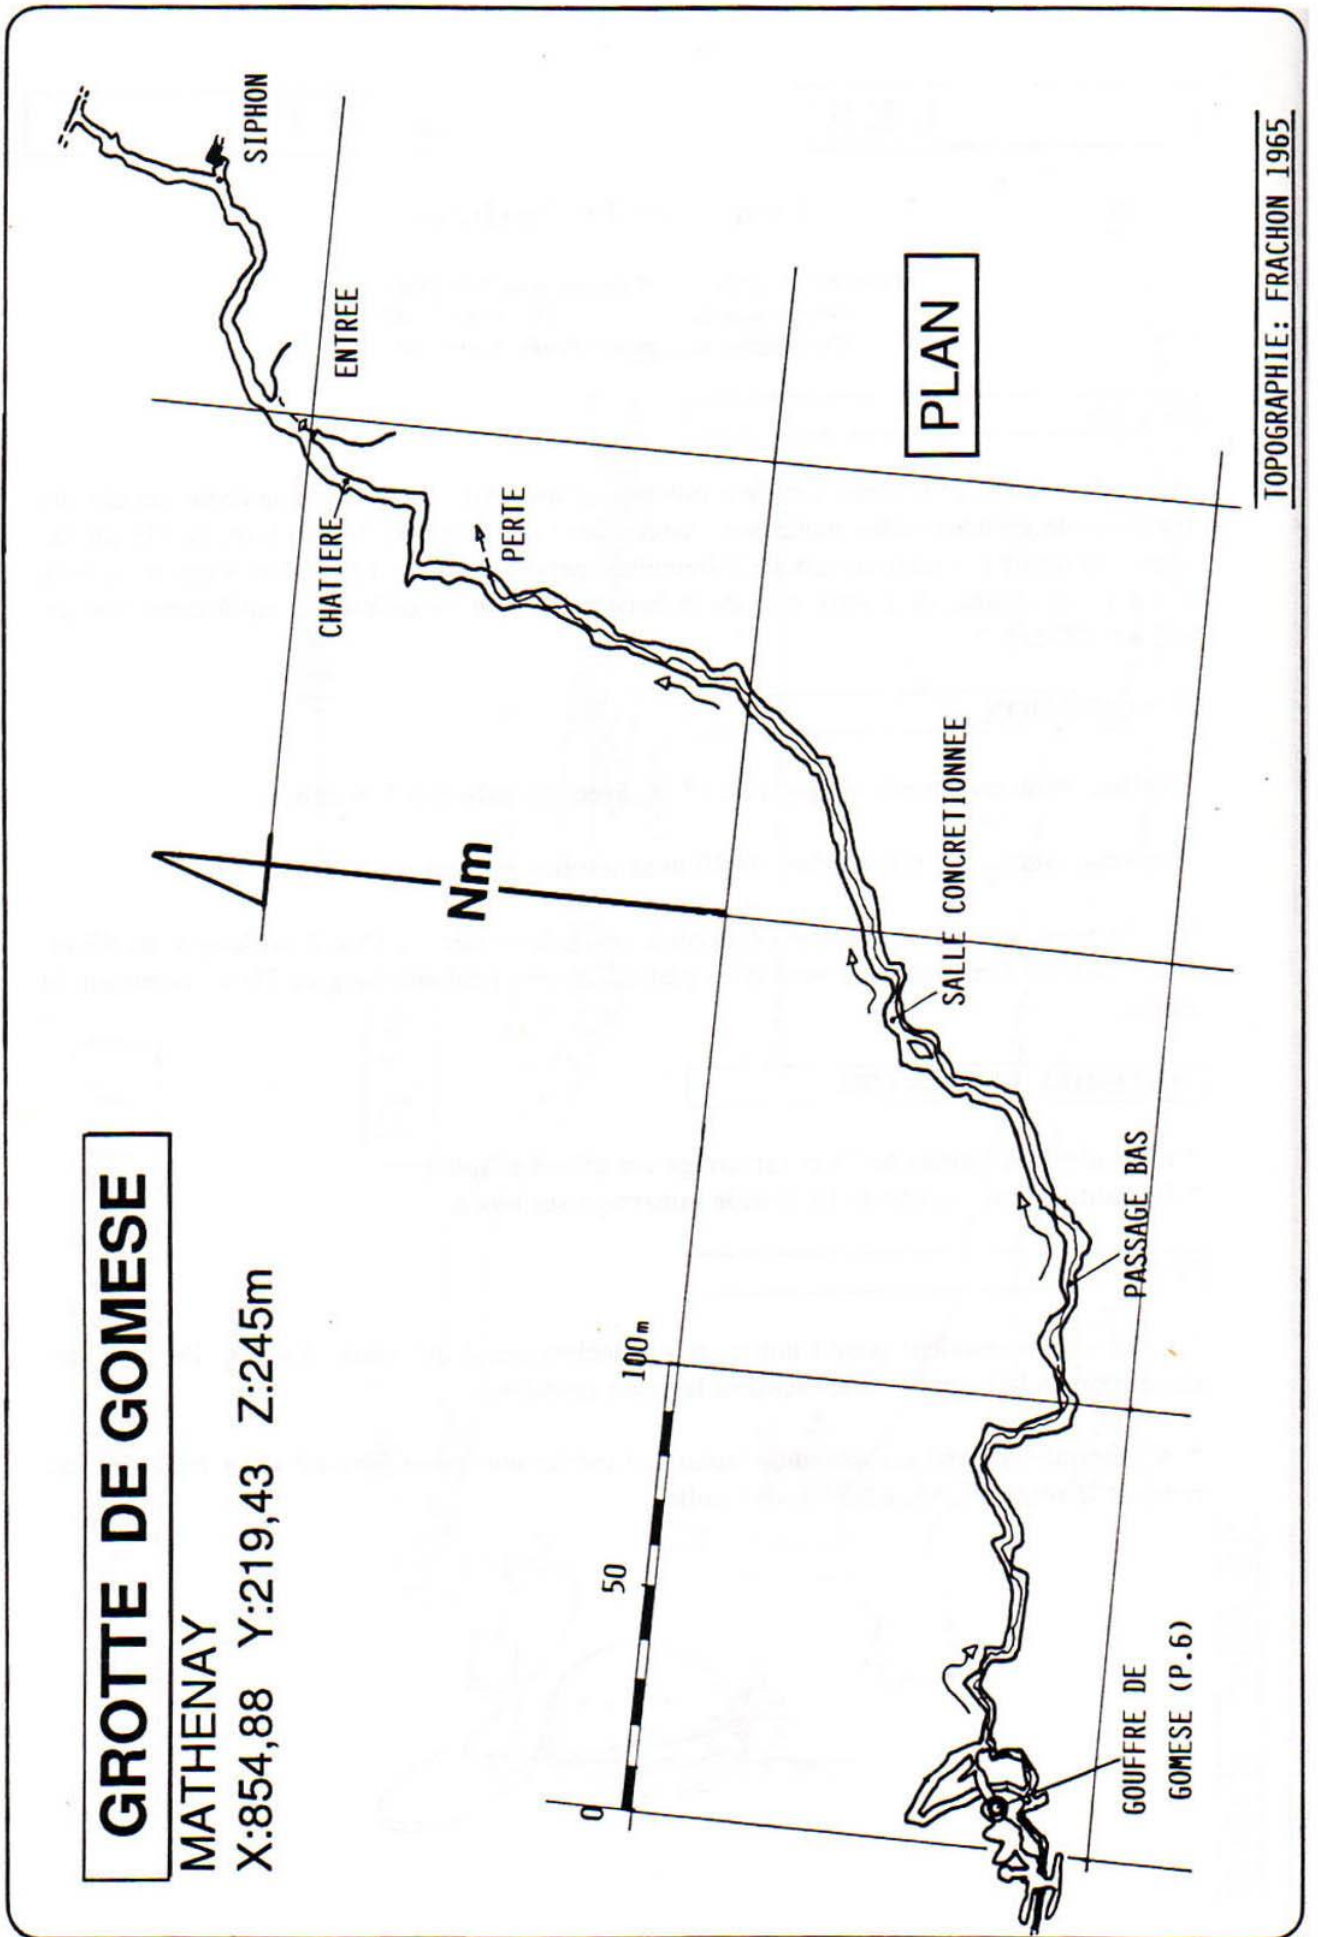 GROTTE DE GOMESE
MATHENAY
X:854,88 Y:219,43 Z:245m
SIPHON
ENTREE
CHATIERE
PERTE
Nm
0
50
100m
SALLE CONCRETIONNEE
PASSAGE BAS
GOUFFRE DE
GOMESE (P.6)
PLAN
TOPOGRAPHIE: FRACHON 1965